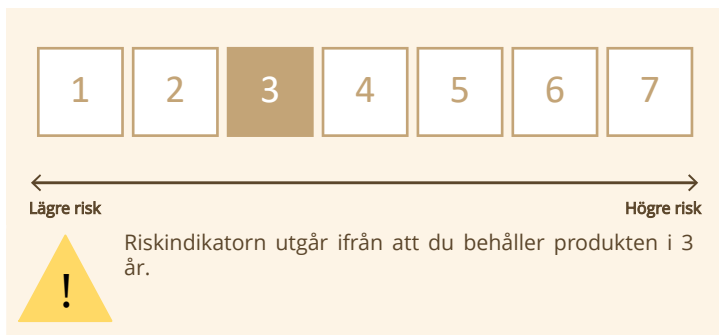 1 2 3 4 5 6 7
Lägre risk Högre risk
Riskindikatorn utgår ifrån att du behåller produkten i 3
år.
!